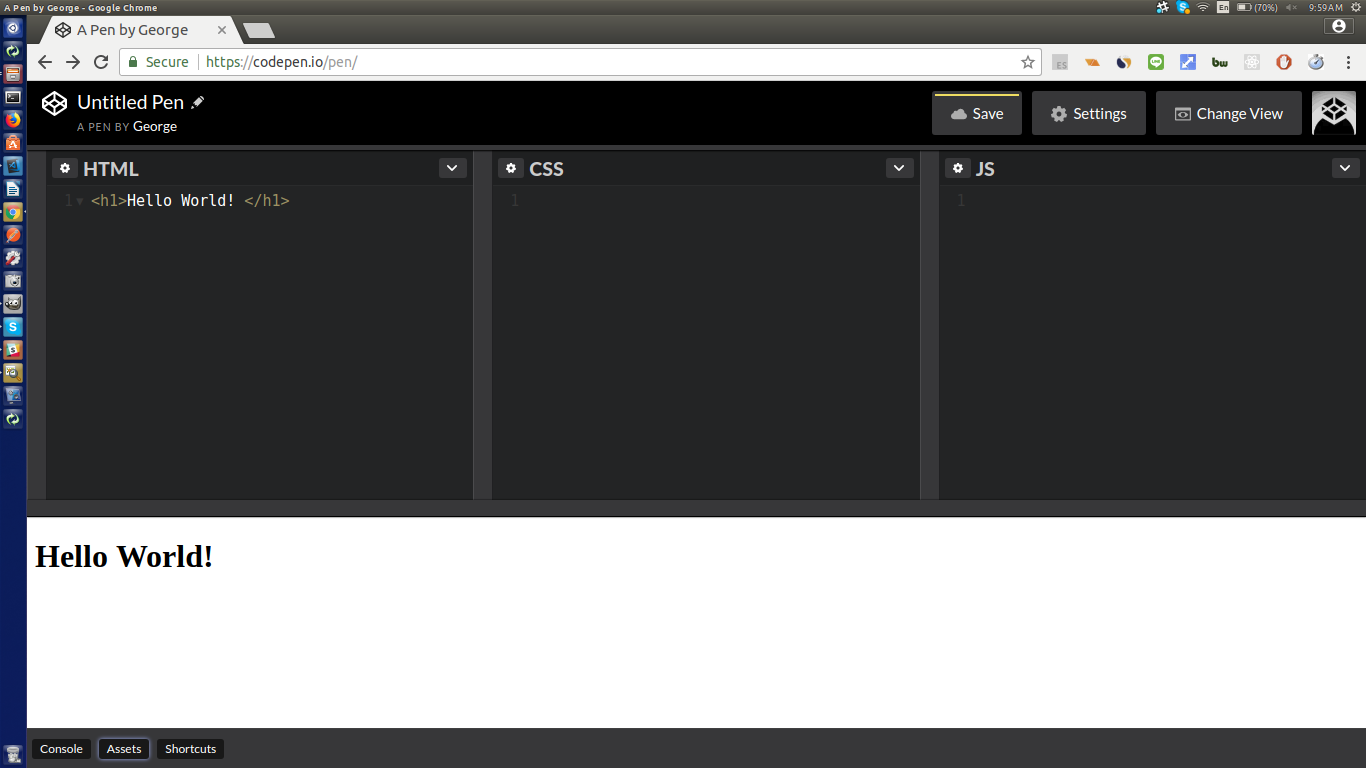 A Pen by George - Google Chrome
En (70%) 9:59AM
A Pen by George
Secure https://codepen.io/pen/
ES bw
Untitled Pen
A PEN BY George
Save Settings Change View
HTML CSS JS
1 <h1>Hello World! </h1>
1
1
Hello World!
Console Assets Shortcuts